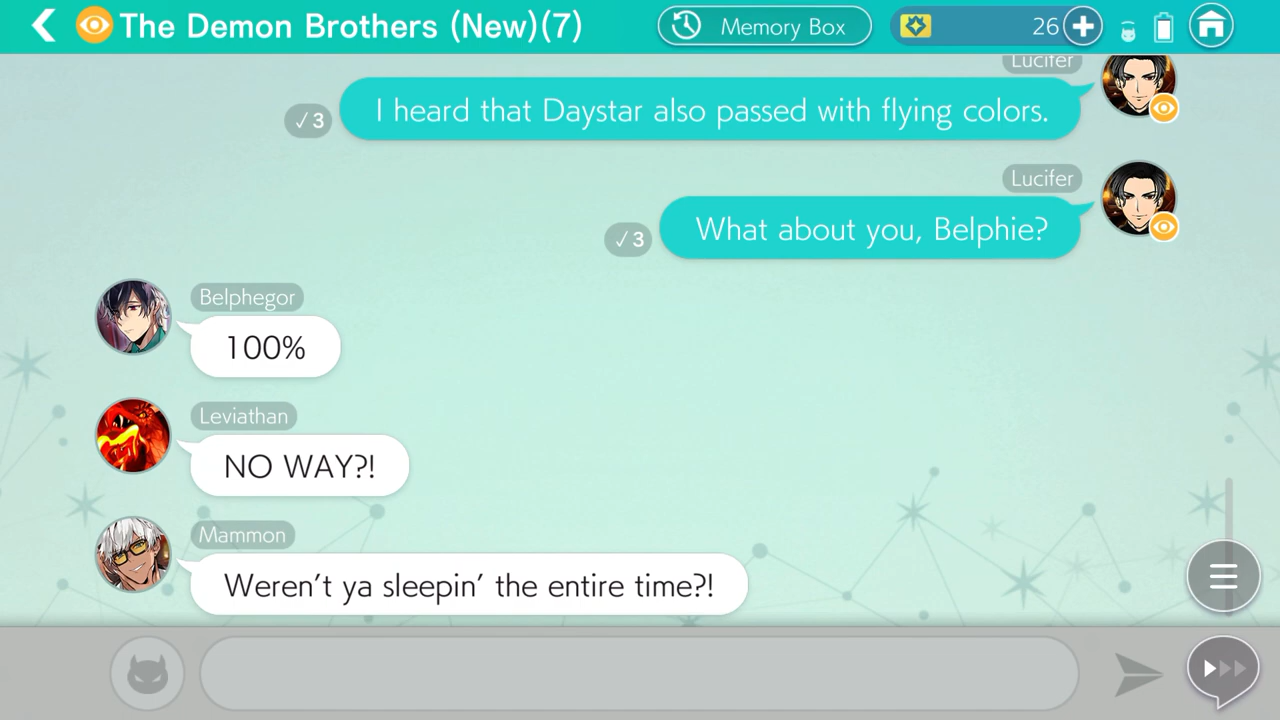 The Demon Brothers (New)(7)
Memory Box
26
Lucifer
I heard that Daystar also passed with flying colors.
✓3
Lucifer
What about you, Belphie?
✓3
Belphegor
100%
Leviathan
NO WAY?!
Mammon
Weren't ya sleepin' the entire time?!